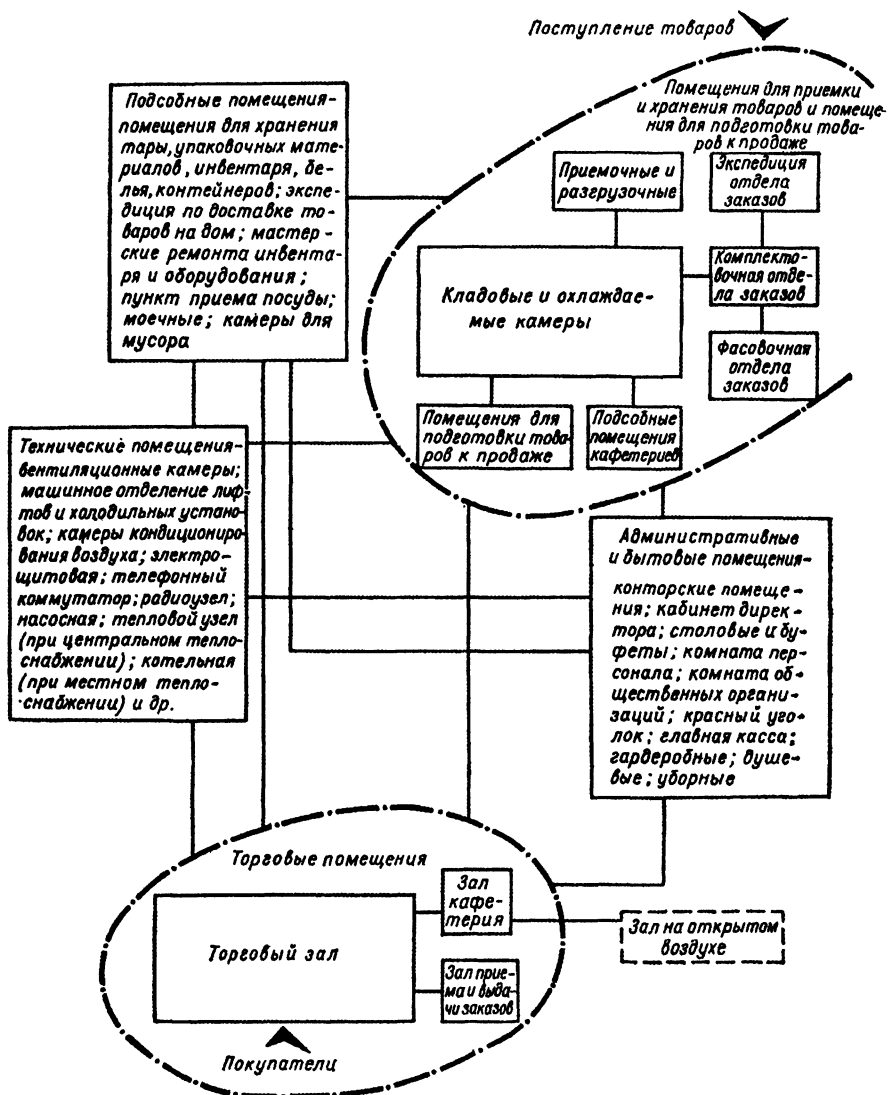 Поступление товаров
Подсобные помещения-
помещения для хранения
тары, упаковочных мате-
риалов, инвентаря, бе-
лья, контейнеров; экспе-
диция по доставке то-
варов на дом; мастер-
ские ремонта инвента-
ря и оборудования;
пункт приема посуды;
моечные; камеры для
мусора
Помещения для приемки
и хранения товаров и помеще-
ния для подготовки това-
ров к продаже
Приемочные и
разгрузочные
Экспедиция
отдела
заказов
Кладовые и охлаждае-
мые камеры
Комплекто-
вочная отде-
ла заказов
Фасовочная
отдела
заказов
Помещения для
подготовки това-
ров к продаже
Подсобные
помещения
кафетериев
Технические помещения-
вентиляционные камеры;
машинное отделение лиф-
тов и холодильных устано-
вок; камеры кондициониро-
вания воздуха; электро-
щитовая; телефонный
коммутатор; радиоузел;
насосная; тепловой узел
(при центральном тепло-
снабжении); котельная
(при местном тепло-
снабжении) и др.
Административные
и бытовые помещения-
конторские помеще-
ния; кабинет дирек-
тора; столовые и бу-
феты; комната пер-
сонала; комната об-
щественных органи-
заций; красный уго-
лок; главная касса;
гардеробные; душе-
вые; уборные
Торговые помещения
Зал
кафе-
терия
Торговый зал
Зал на открытом
воздухе
Зал прие-
ма и выда-
чи заказов
Покупатели